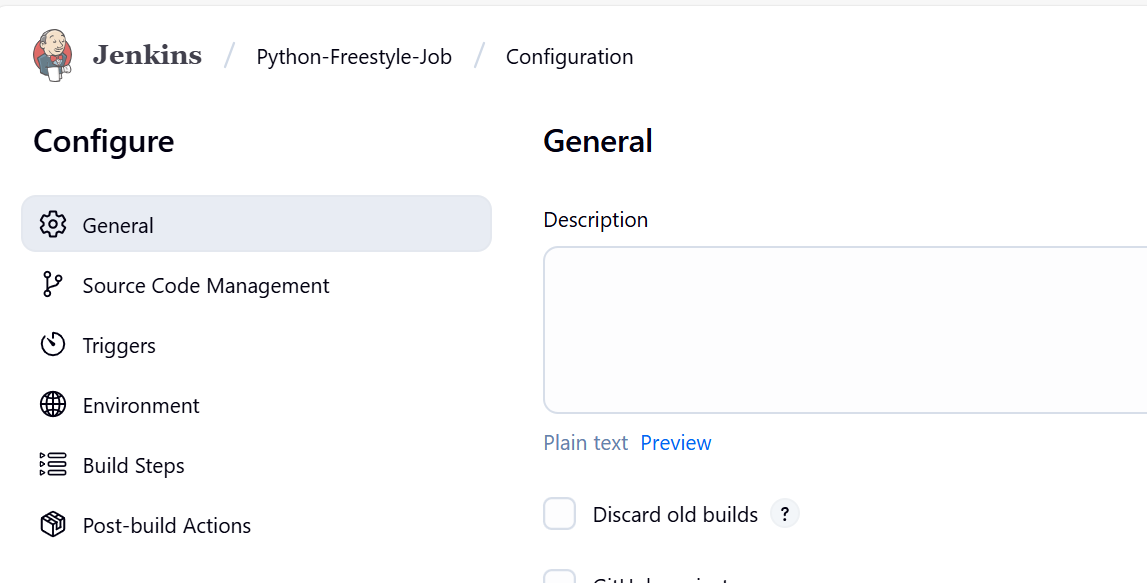 Jenkins / Python-Freestyle-Job / Configuration
Configure
General
Source Code Management
Triggers
Environment
Build Steps
Post-build Actions
General
Description
Plain text Preview
Discard old builds ?